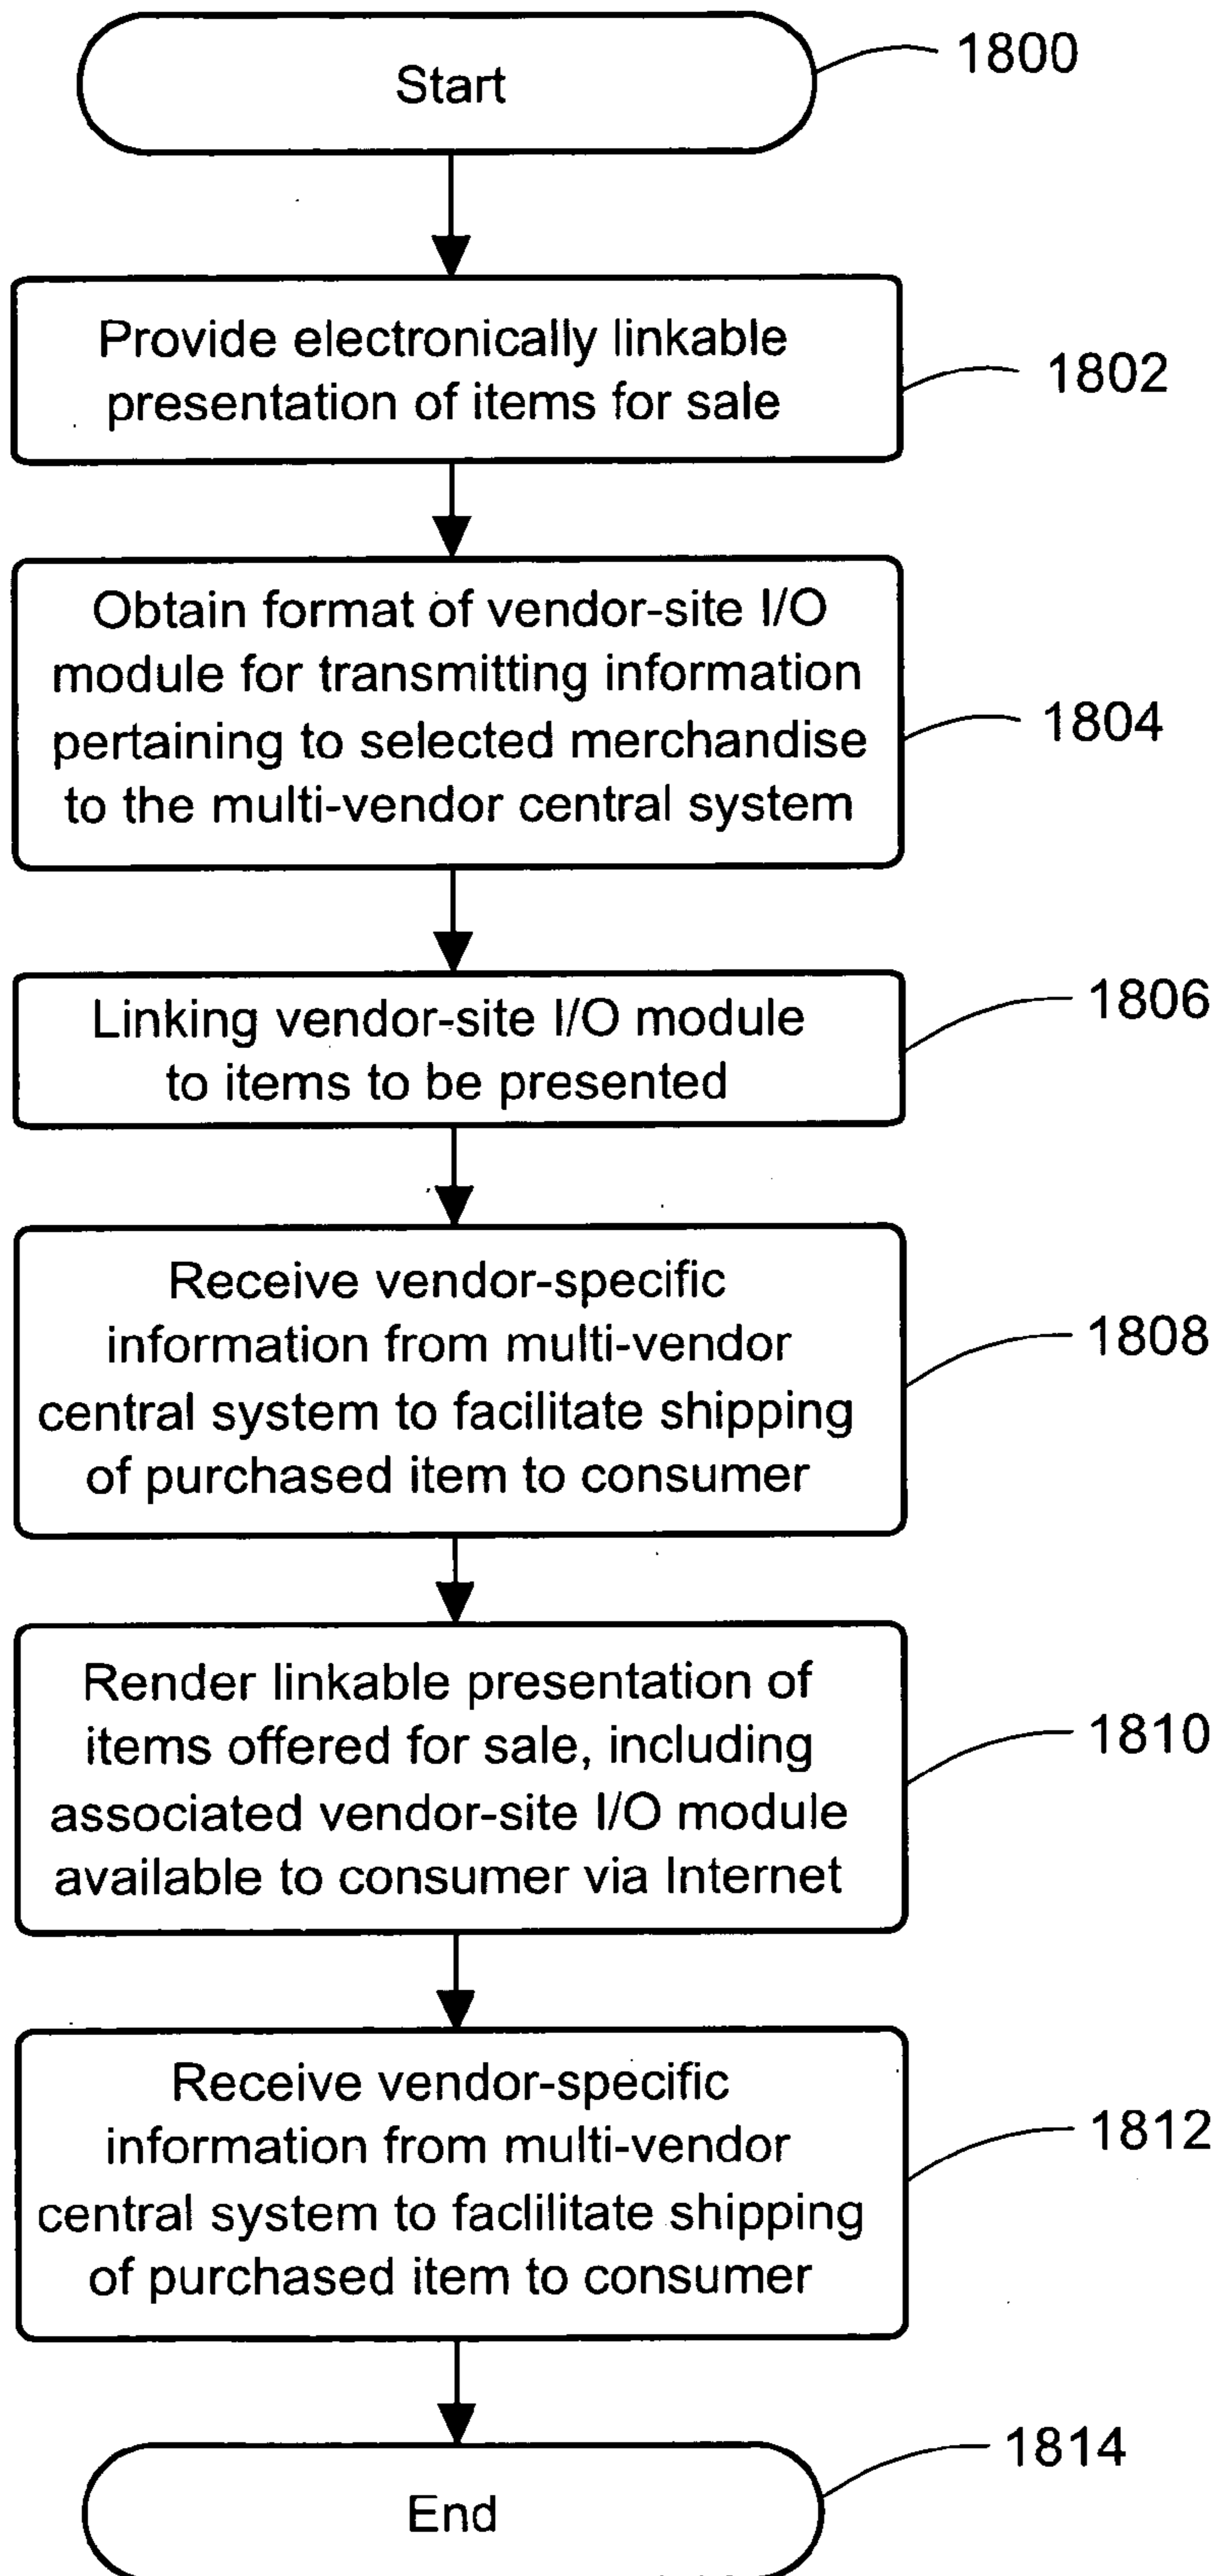 Start
1800
Provide electronically linkable
presentation of items for sale
1802
Obtain format of vendor-site I/O
module for transmitting information
pertaining to selected merchandise
to the multi-vendor central system
1804
Linking vendor-site I/O module
to items to be presented
1806
Receive vendor-specific
information from multi-vendor
central system to facilitate shipping
of purchased item to consumer
1808
Render linkable presentation of
items offered for sale, including
associated vendor-site I/O module
available to consumer via Internet
1810
Receive vendor-specific
information from multi-vendor
central system to faclilitate shipping
of purchased item to consumer
1812
End
1814